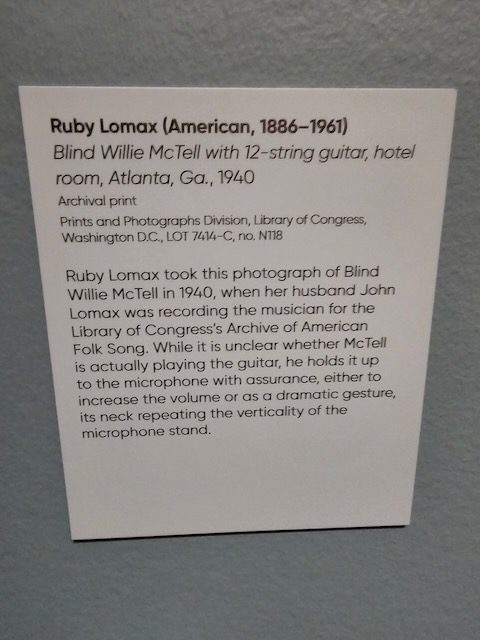 Ruby Lomax (American, 1886–1961)
Blind Willie McTell with 12-string guitar, hotel
room, Atlanta, Ga., 1940
Archival print
Prints and Photographs Division, Library of Congress,
Washington D.C., LOT 7414-C, no. N118
Ruby Lomax took this photograph of Blind
Willie McTell in 1940, when her husband John
Lomax was recording the musician for the
Library of Congress's Archive of American
Folk Song. While it is unclear whether McTell
is actually playing the guitar, he holds it up
to the microphone with assurance, either to
increase the volume or as a dramatic gesture,
its neck repeating the verticality of the
microphone stand.